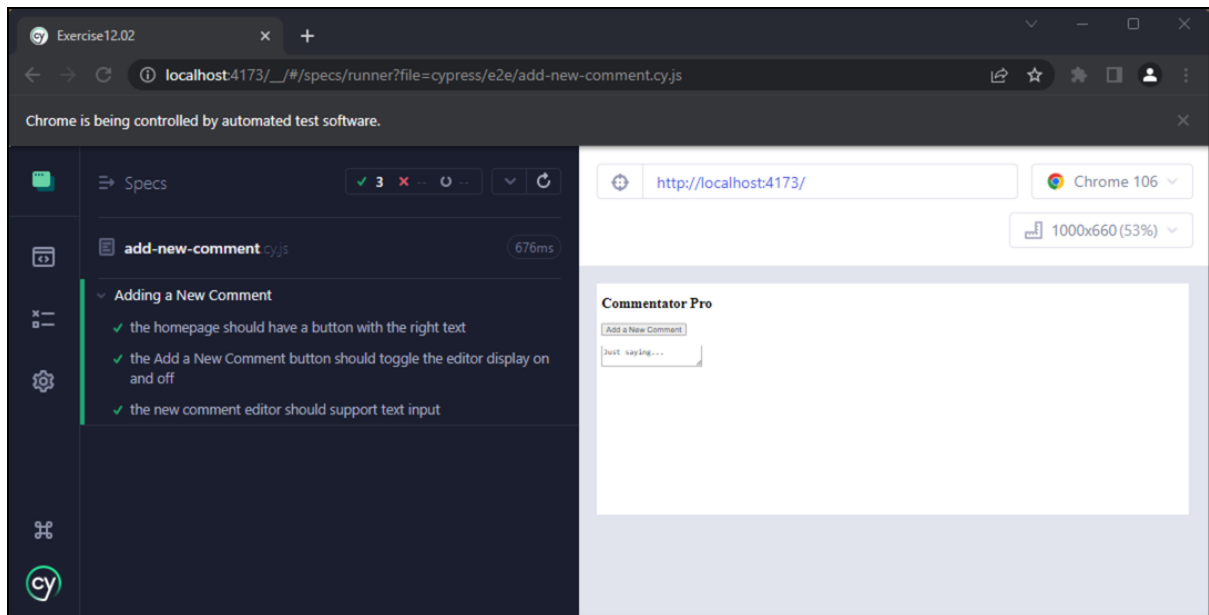 cy Exercise12.02
localhost:4173/__/#/specs/runner?file=cypress/e2e/add-new-comment.cy.js
Chrome is being controlled by automated test software.
Specs 3 -- --
http://localhost:4173/ Chrome 106
1000x660 (53%)
add-new-comment.cy.js 676ms
Adding a New Comment
the homepage should have a button with the right text
the Add a New Comment button should toggle the editor display on
and off
the new comment editor should support text input
Commentator Pro
Add a New Comment
Just saying...
cy